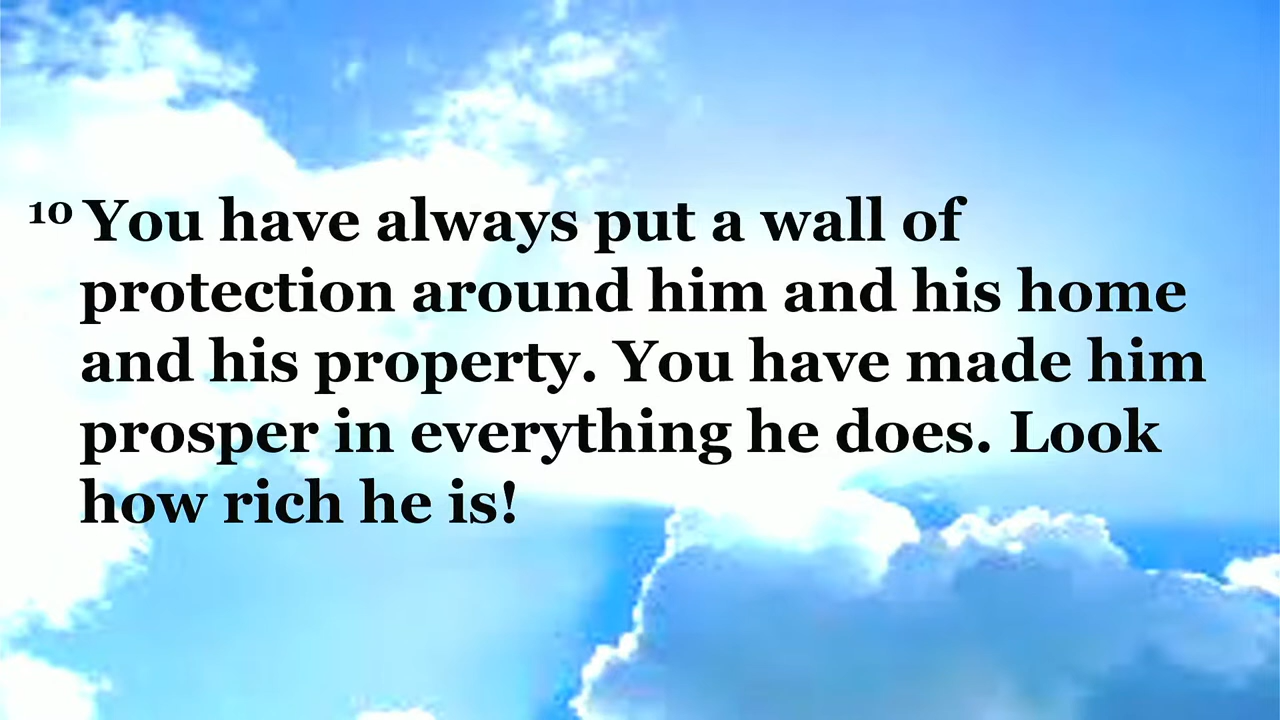 ¹⁰ You have always put a wall of
protection around him and his home
and his property. You have made him
prosper in everything he does. Look
how rich he is!